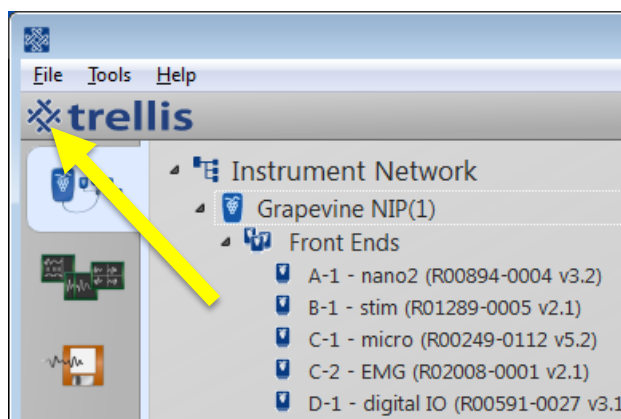 File Tools Help
trellis
Instrument Network
Grapevine NIP(1)
Front Ends
A-1 - nano2 (R00894-0004 v3.2)
B-1 - stim (R01289-0005 v2.1)
C-1 - micro (R00249-0112 v5.2)
C-2 - EMG (R02008-0001 v2.1)
D-1 - digital IO (R00591-0027 v3.1